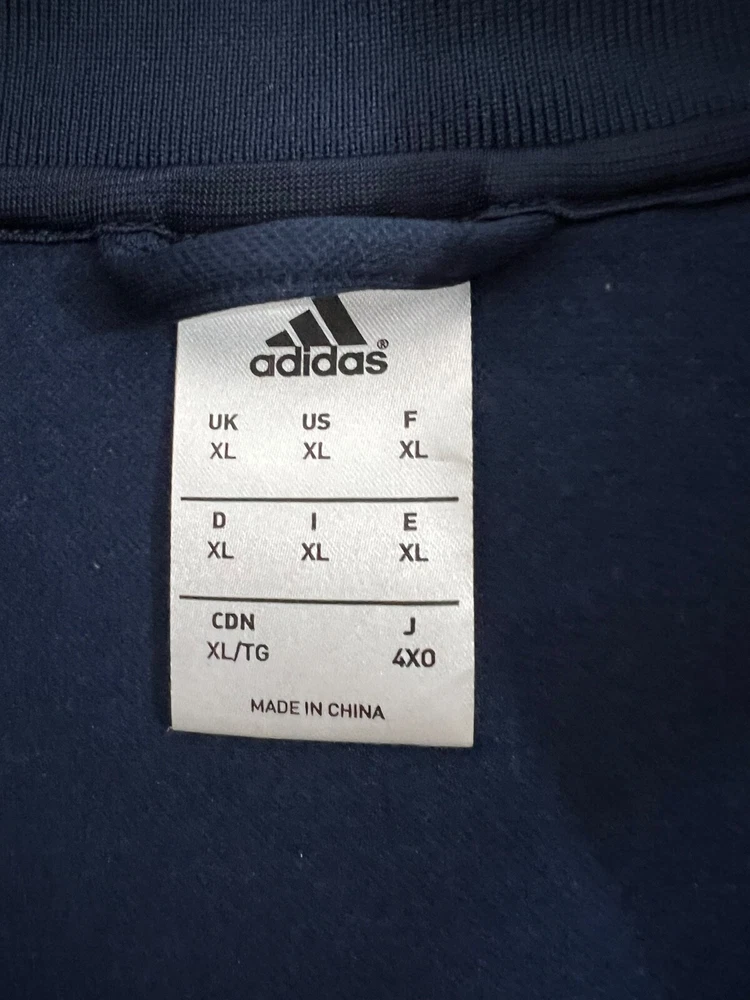 adidas®
UK US F
XL XL XL
D I E
XL XL XL
CDN J
XL/TG 4XO
MADE IN CHINA